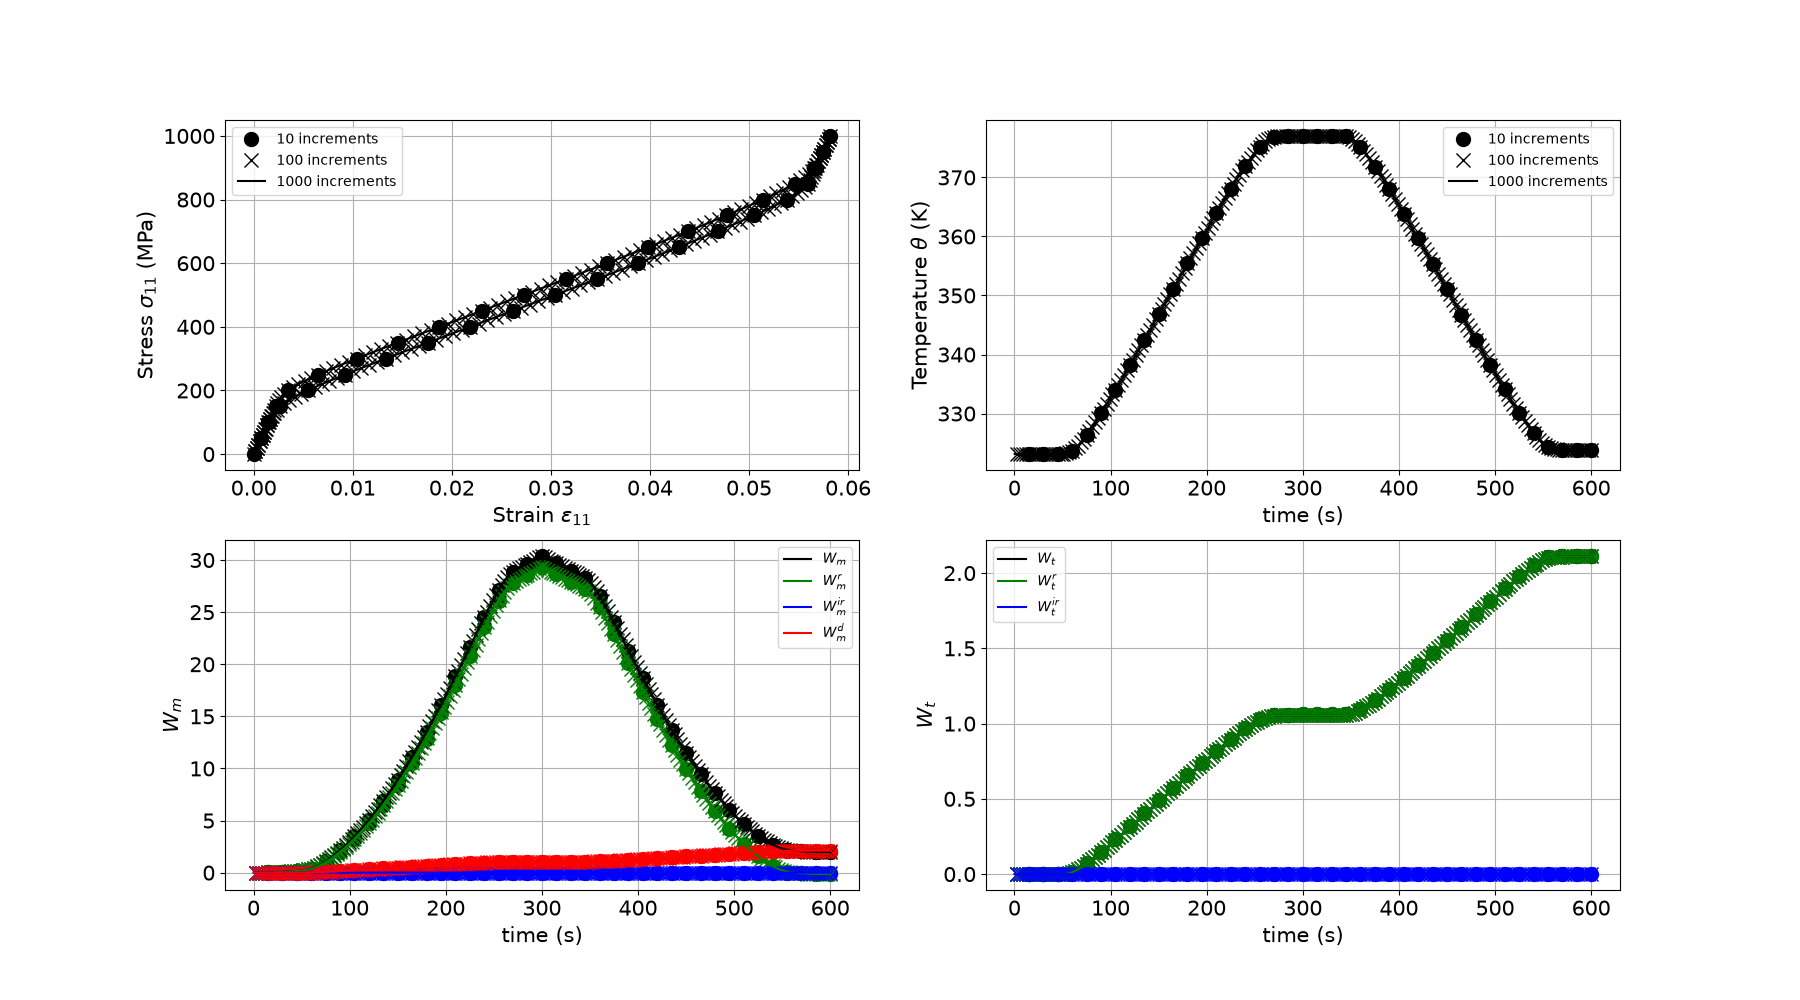 1000
800
600
400
200
0
Stress σ11 (MPa)
10 increments
100 increments
1000 increments
0.00 0.01 0.02 0.03 0.04 0.05 0.06
Strain ε11
370
360
350
340
330
Temperature θ (K)
10 increments
100 increments
1000 increments
0 100 200 300 400 500 600
time (s)
30
25
20
15
10
5
0
W_m
W_m
W_m^r
W_m^ir
W_m^d
0 100 200 300 400 500 600
time (s)
2.0
1.5
1.0
0.5
0.0
W_t
W_t
W_t^r
W_t^ir
0 100 200 300 400 500 600
time (s)